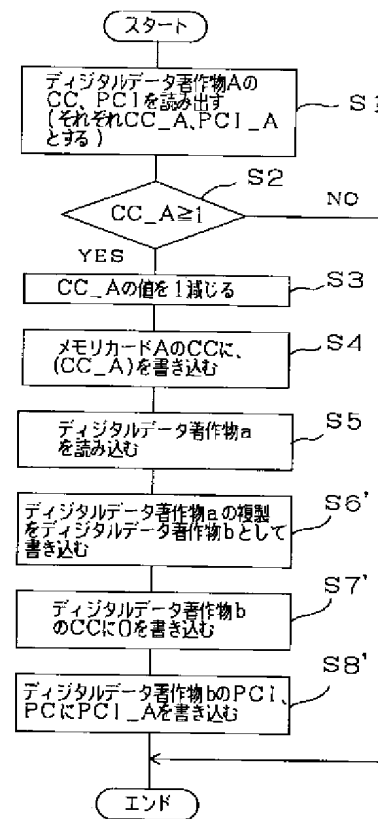 スタート
ディジタルデータ著作物Aの
CC、PCIを読み出す
(それぞれCC_A、PCI_A
とする)
S1
S2
CC_A≧1
NO
YES
CC_Aの値を1減じる
S3
メモリカードAのCCに、
(CC_A)を書き込む
S4
ディジタルデータ著作物a
を読み込む
S5
ディジタルデータ著作物aの複製
をディジタルデータ著作物bとして
書き込む
S6'
ディジタルデータ著作物b
のCCに0を書き込む
S7'
ディジタルデータ著作物bのPCI、
PCにPCI_Aを書き込む
S8'
エンド